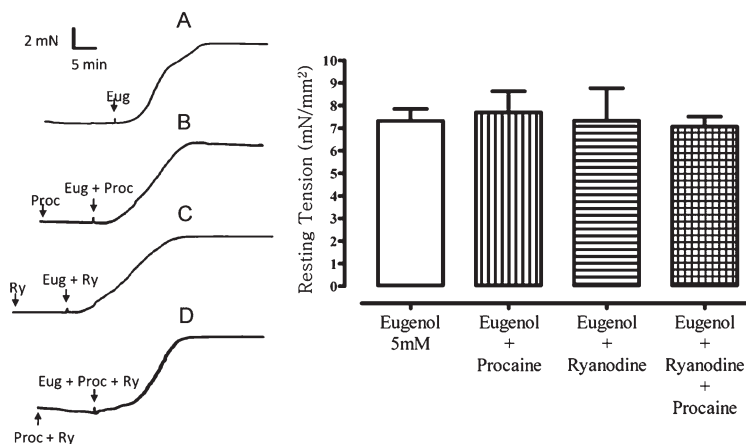 A
2 mN
5 min
Eug
B
Proc
Eug + Proc
C
Ry
Eug + Ry
D
Eug + Proc + Ry
Proc + Ry
Resting Tension (mN/mm²)
10
9
8
7
6
5
4
3
2
1
0
Eugenol
5mM
Eugenol
+
Procaine
Eugenol
+
Ryanodine
Eugenol
+
Ryanodine
+
Procaine